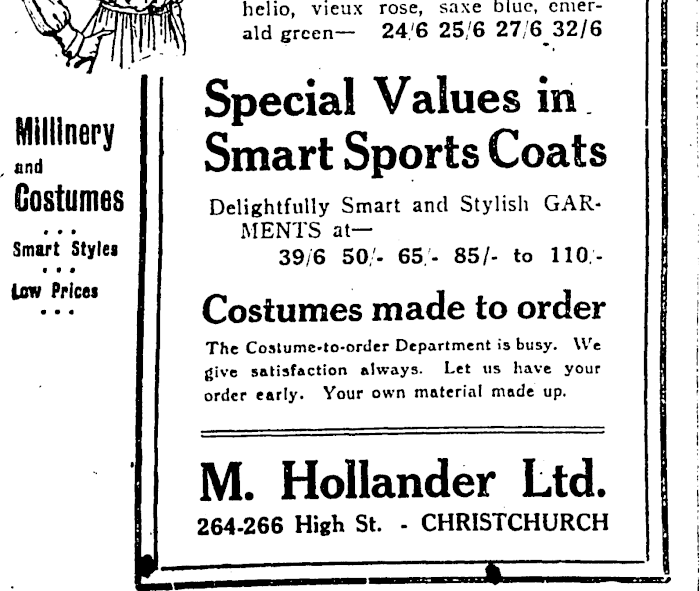 helio, vieux rose, saxe blue, emer-
ald green— 24/6 25/6 27/6 32/6
Special Values in
Smart Sports Coats
Delightfully Smart and Stylish GAR-
MENTS at—
39/6 50/- 65/- 85/- to 110/-
Costumes made to order
The Costume-to-order Department is busy. We
give satisfaction always. Let us have your
order early. Your own material made up.
M. Hollander Ltd.
264-266 High St. - CHRISTCHURCH
Millinery
and
Costumes
Smart Styles
Low Prices